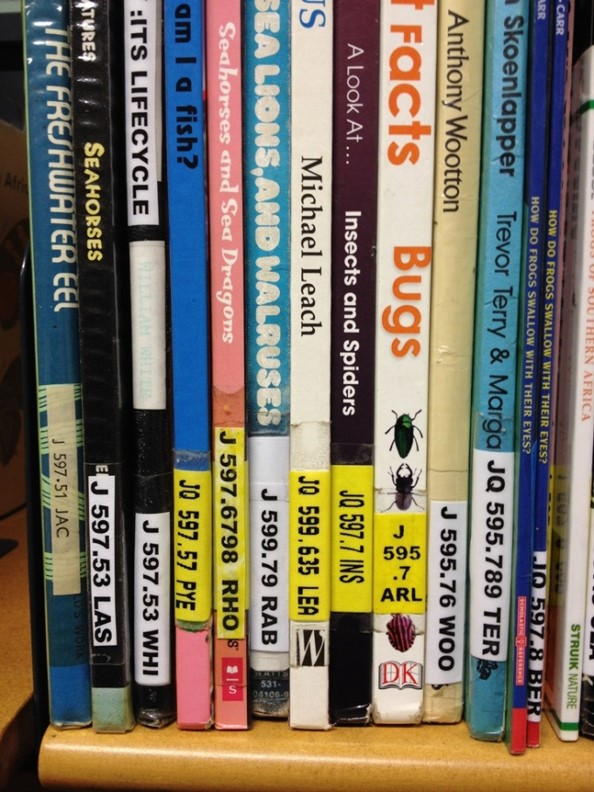 THE FRESHWATER EEL
J 597.51 JAC
SEAHORSES
J 597.53 LAS
:ITS LIFECYCLE
J 597.53 WHI
am I a fish?
JQ 597.57 PYE
Seahorses and Sea Dragons
J 597.6798 RHO
SEA LIONS, AND WALRUSES
J 599.79 RAB
US
Michael Leach
JQ 599.635 LEA
W
A Look At...
Insects and Spiders
JQ 597.7 INS
Facts
Bugs
J
595
.7
ARL
DK
Anthony Wootton
J 595.76 WOO
Skoenlapper
Trevor Terry & Marga
JQ 595.789 TER
HOW DO FROGS SWALLOW WITH THEIR EYES?
SCHOLASTIC REFERENCE
CARR
HOW DO FROGS SWALLOW WITH THEIR EYES?
JQ 597.8 BER
FROGS OF SOUTHERN AFRICA
STRUIK NATURE